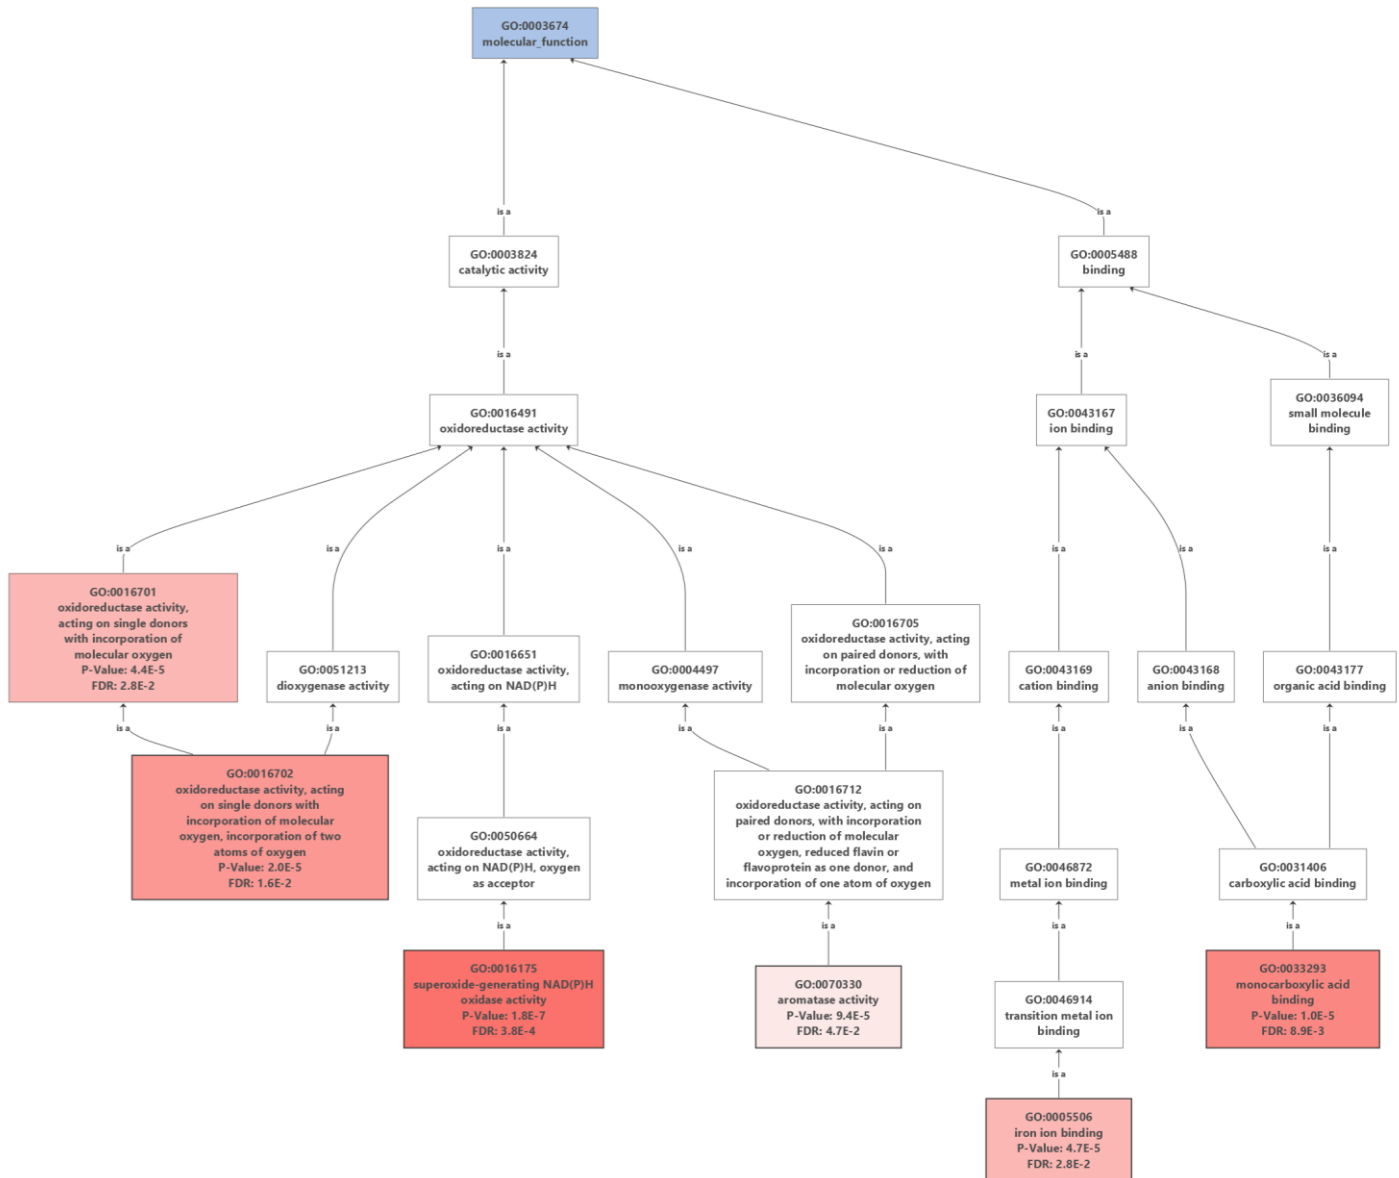 GO:0003674
molecular_function
is a
is a
GO:0003824
catalytic activity
GO:0005488
binding
is a
is a
is a
GO:0016491
oxidoreductase activity
GO:0043167
ion binding
GO:0036094
small molecule
binding
is a
is a
is a
is a
is a
is a
is a
is a
GO:0016701
oxidoreductase activity,
acting on single donors
with incorporation of
molecular oxygen
P-Value: 4.4E-5
FDR: 2.8E-2
GO:0051213
dioxygenase activity
GO:0016651
oxidoreductase activity,
acting on NAD(P)H
GO:0004497
monooxygenase activity
GO:0016705
oxidoreductase activity, acting
on paired donors, with
incorporation or reduction of
molecular oxygen
GO:0043169
cation binding
GO:0043168
anion binding
GO:0043177
organic acid binding
is a
is a
is a
is a
is a
is a
is a
is a
GO:0016702
oxidoreductase activity, acting
on single donors with
incorporation of molecular
oxygen, incorporation of two
atoms of oxygen
P-Value: 2.0E-5
FDR: 1.6E-2
GO:0050664
oxidoreductase activity,
acting on NAD(P)H, oxygen
as acceptor
GO:0016712
oxidoreductase activity, acting on
paired donors, with incorporation
or reduction of molecular
oxygen, reduced flavin or
flavoprotein as one donor, and
incorporation of one atom of oxygen
GO:0046872
metal ion binding
GO:0031406
carboxylic acid binding
is a
is a
is a
is a
GO:0016175
superoxide-generating NAD(P)H
oxidase activity
P-Value: 1.8E-7
FDR: 3.8E-4
GO:0070330
aromatase activity
P-Value: 9.4E-5
FDR: 4.7E-2
GO:0046914
transition metal ion
binding
GO:0033293
monocarboxylic acid
binding
P-Value: 1.0E-5
FDR: 8.9E-3
is a
GO:0005506
iron ion binding
P-Value: 4.7E-5
FDR: 2.8E-2